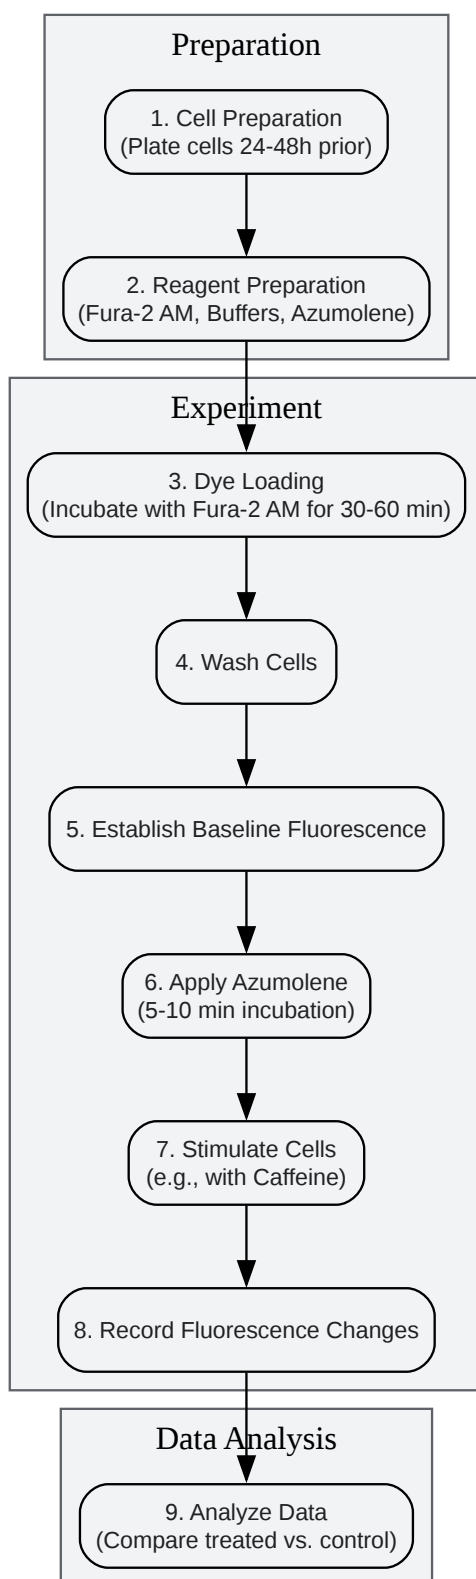 Preparation
1. Cell Preparation
(Plate cells 24-48h prior)
2. Reagent Preparation
(Fura-2 AM, Buffers, Azumolene)
Experiment
3. Dye Loading
(Incubate with Fura-2 AM for 30-60 min)
4. Wash Cells
5. Establish Baseline Fluorescence
6. Apply Azumolene
(5-10 min incubation)
7. Stimulate Cells
(e.g., with Caffeine)
8. Record Fluorescence Changes
Data Analysis
9. Analyze Data
(Compare treated vs. control)